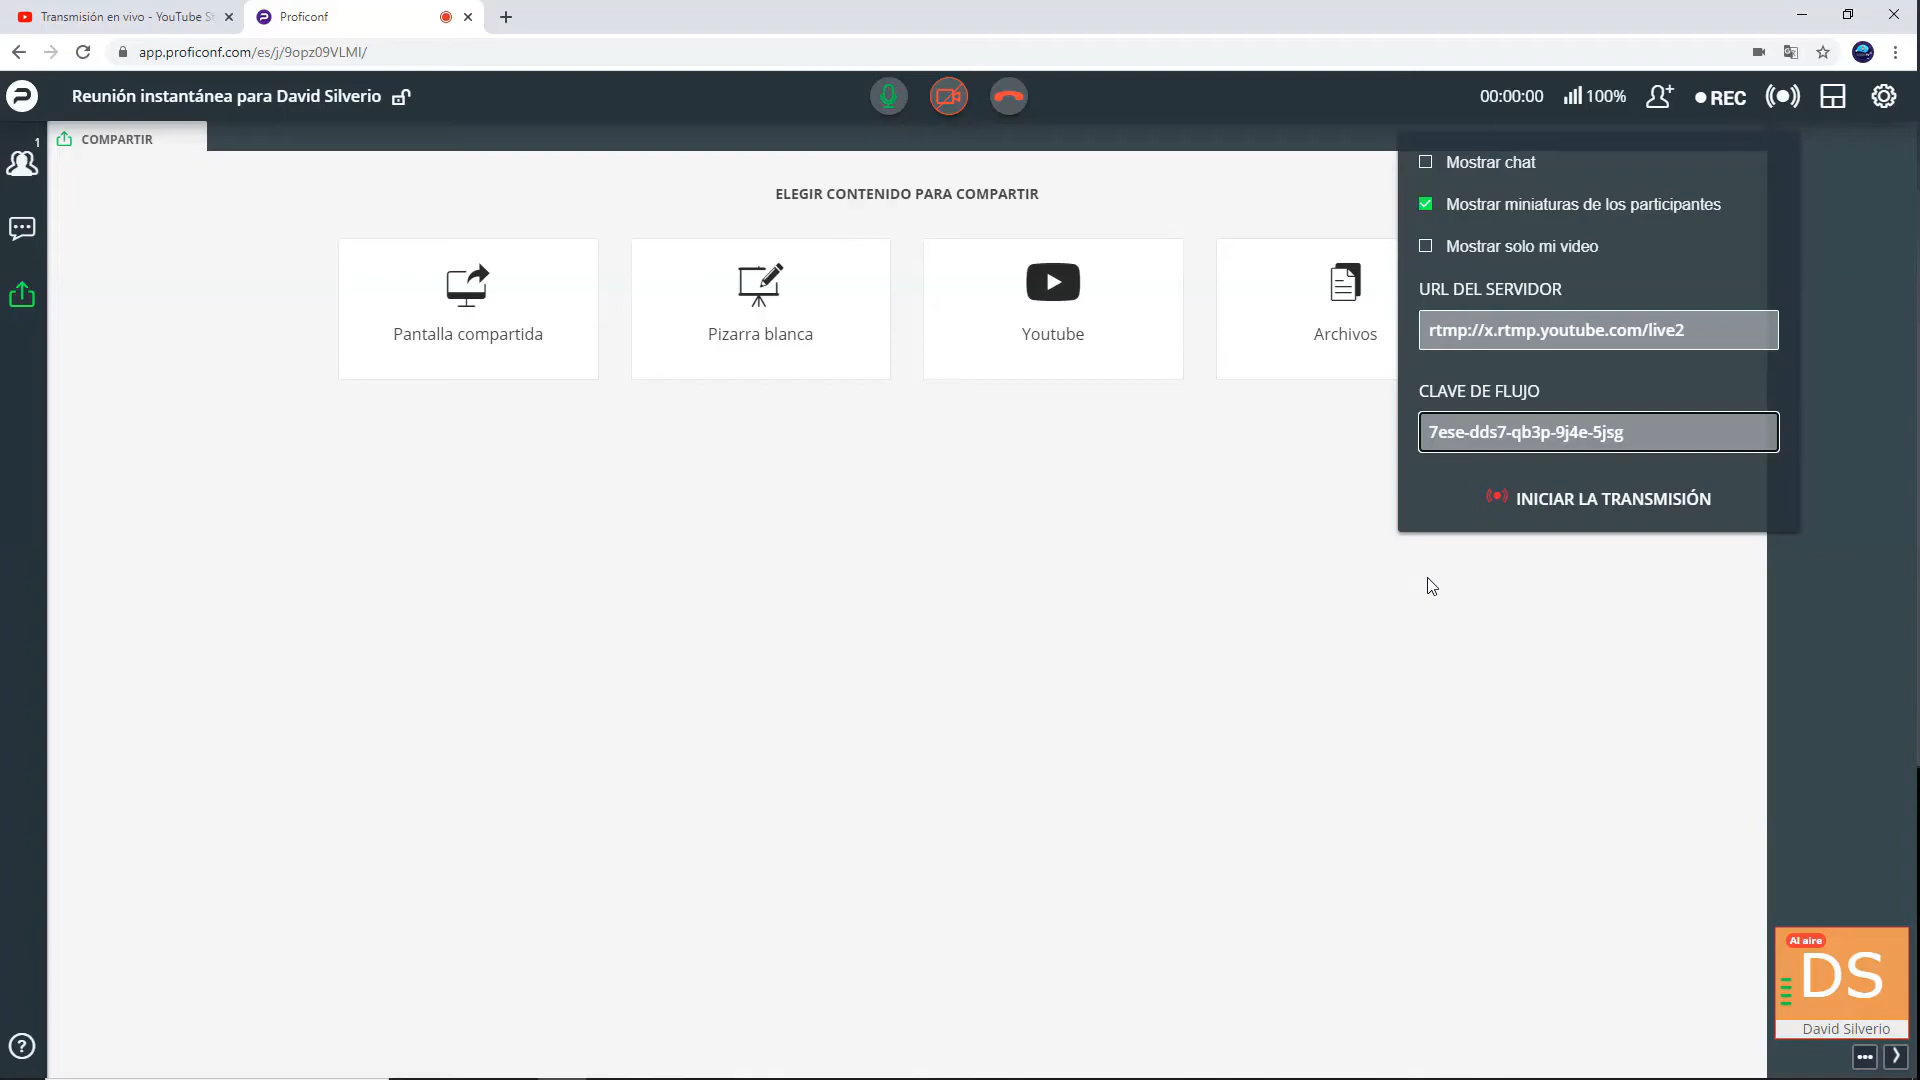 Transmisión en vivo - YouTube S
Proficonf
app.proficonf.com/es/j/9opz09VLMI/
Reunión instantánea para David Silverio
00:00:00
100%
REC
1
COMPARTIR
ELEGIR CONTENIDO PARA COMPARTIR
Pantalla compartida
Pizarra blanca
Youtube
Archivos
Mostrar chat
Mostrar miniaturas de los participantes
Mostrar solo mi video
URL DEL SERVIDOR
rtmp://x.rtmp.youtube.com/live2
CLAVE DE FLUJO
7ese-dds7-qb3p-9j4e-5jsg
INICIAR LA TRANSMISIÓN
Al aire
DS
David Silverio